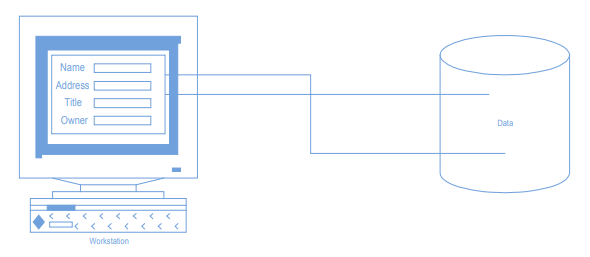 Name
Address
Title
Owner
Data
Workstation